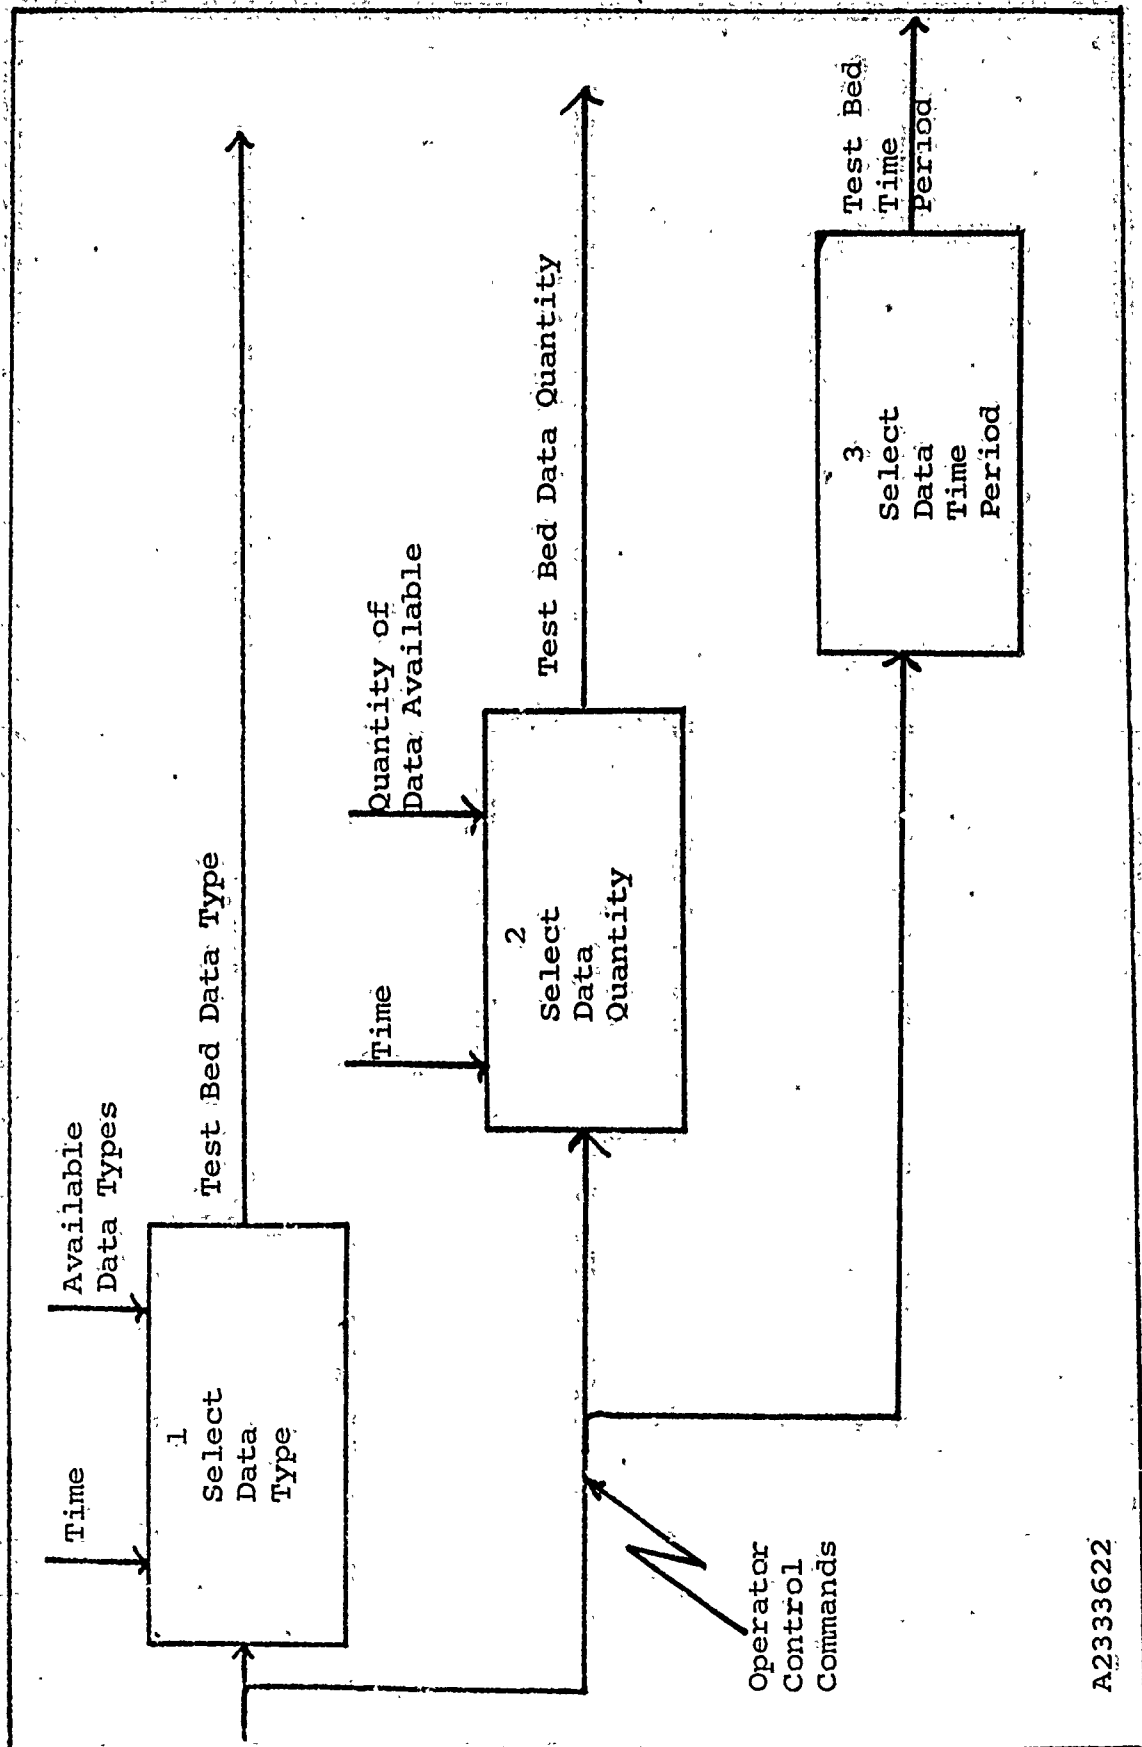 Time
Available
Data Types
1
Select
Data
Type
Test Bed Data Type
Time
Quantity of
Data Available
2
Select
Data
Quantity
Test Bed Data Quantity
3
Select
Data
Time
Period
Test Bed
Time
Period
Operator
Control
Commands
A2333622